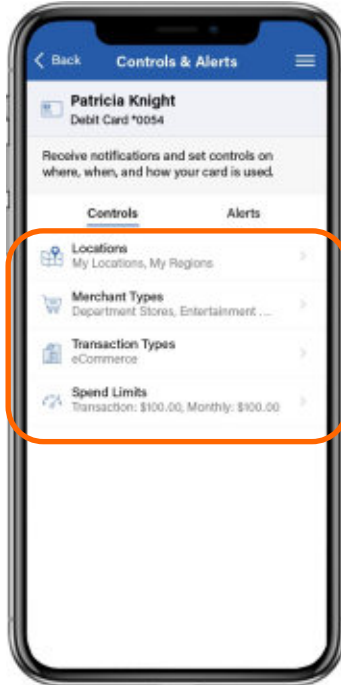 Back
Controls & Alerts
Patricia Knight
Debit Card *0054
Receive notifications and set controls on
where, when, and how your card is used.
Controls
Alerts
Locations
My Locations, My Regions
Merchant Types
Department Stores, Entertainment ...
Transaction Types
eCommerce
Spend Limits
Transaction: $100.00, Monthly: $100.00